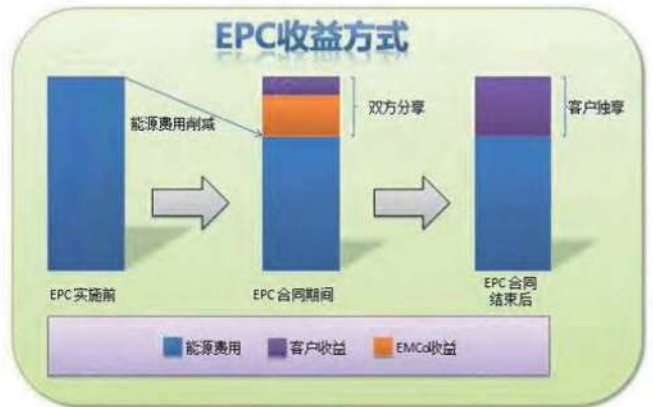 EPC收益方式
能源费用削减
双方分享
客户独享
EPC实施前
EPC合同期间
EPC合同
结束后
能源费用
客户收益
EMCo收益